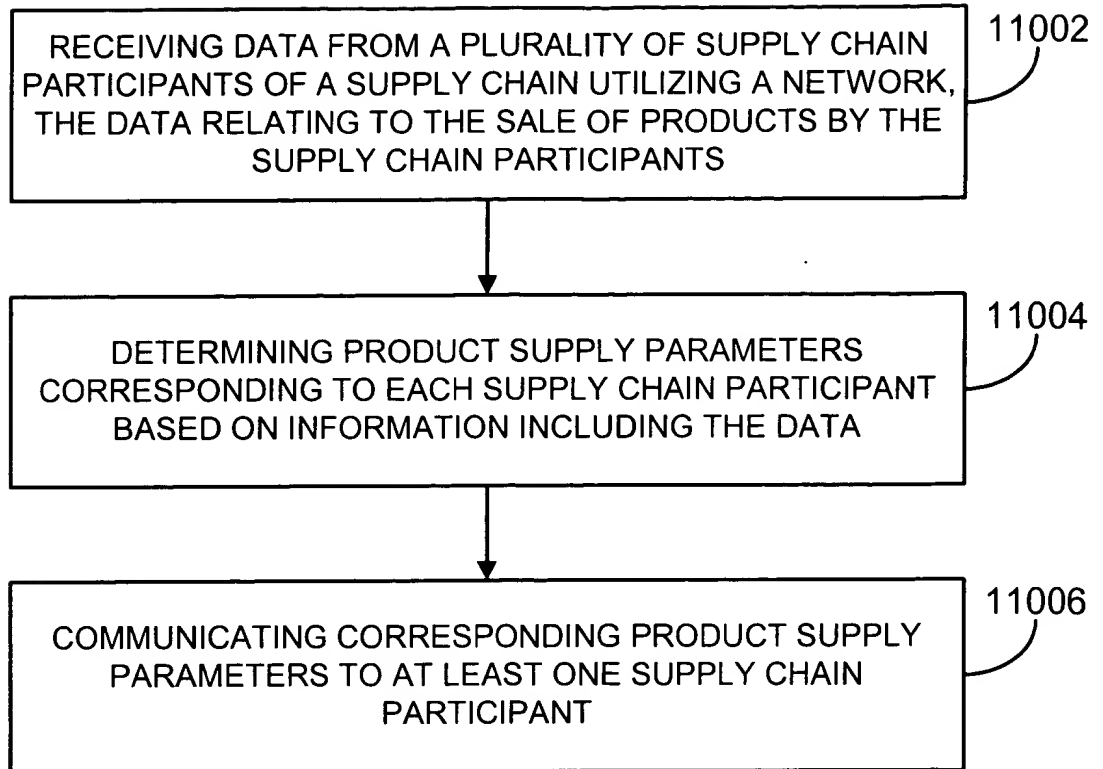 RECEIVING DATA FROM A PLURALITY OF SUPPLY CHAIN
PARTICIPANTS OF A SUPPLY CHAIN UTILIZING A NETWORK,
THE DATA RELATING TO THE SALE OF PRODUCTS BY THE
SUPPLY CHAIN PARTICIPANTS
11002
DETERMINING PRODUCT SUPPLY PARAMETERS
CORRESPONDING TO EACH SUPPLY CHAIN PARTICIPANT
BASED ON INFORMATION INCLUDING THE DATA
11004
COMMUNICATING CORRESPONDING PRODUCT SUPPLY
PARAMETERS TO AT LEAST ONE SUPPLY CHAIN
PARTICIPANT
11006